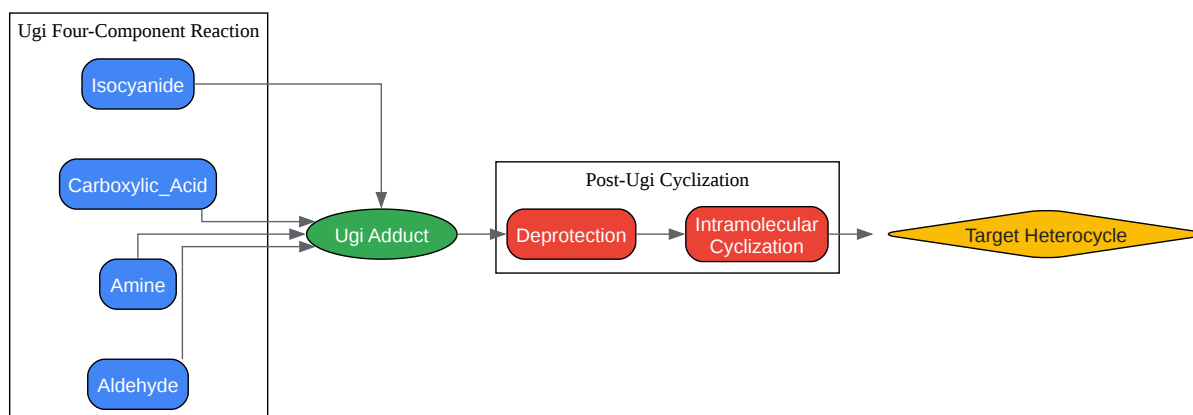 Ugi Four-Component Reaction
Isocyanide
Carboxylic_Acid
Amine
Aldehyde
Ugi Adduct
Post-Ugi Cyclization
Deprotection
Intramolecular
Cyclization
Target Heterocycle